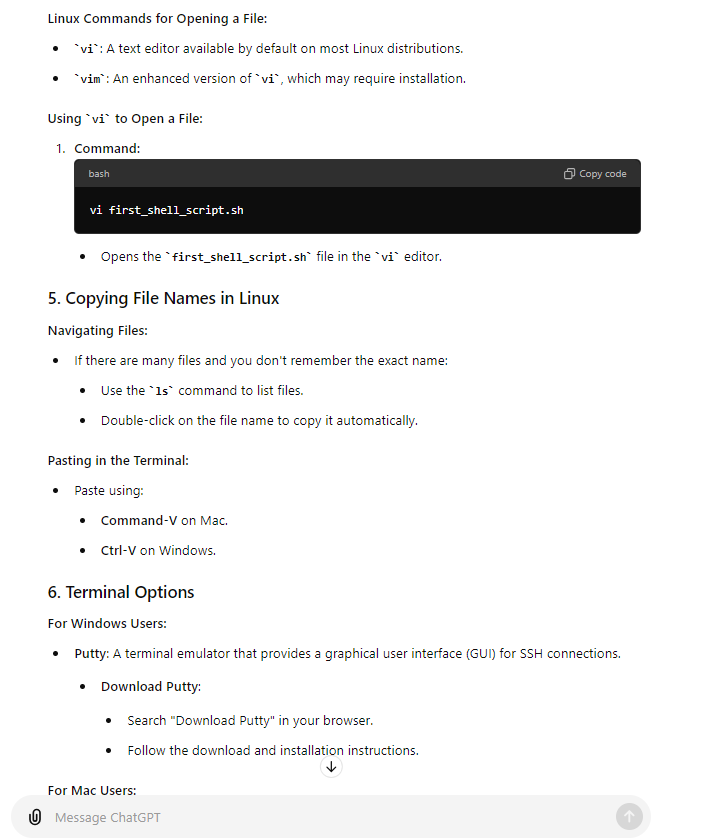 Linux Commands for Opening a File:
• `vi`: A text editor available by default on most Linux distributions.
• `vim`: An enhanced version of `vi`, which may require installation.
Using `vi` to Open a File:
1. Command:
bash Copy code
vi first_shell_script.sh
• Opens the `first_shell_script.sh` file in the `vi` editor.
5. Copying File Names in Linux
Navigating Files:
• If there are many files and you don't remember the exact name:
• Use the `ls` command to list files.
• Double-click on the file name to copy it automatically.
Pasting in the Terminal:
• Paste using:
• Command-V on Mac.
• Ctrl-V on Windows.
6. Terminal Options
For Windows Users:
• Putty: A terminal emulator that provides a graphical user interface (GUI) for SSH connections.
• Download Putty:
• Search "Download Putty" in your browser.
• Follow the download and installation instructions.
For Mac Users:
Message ChatGPT